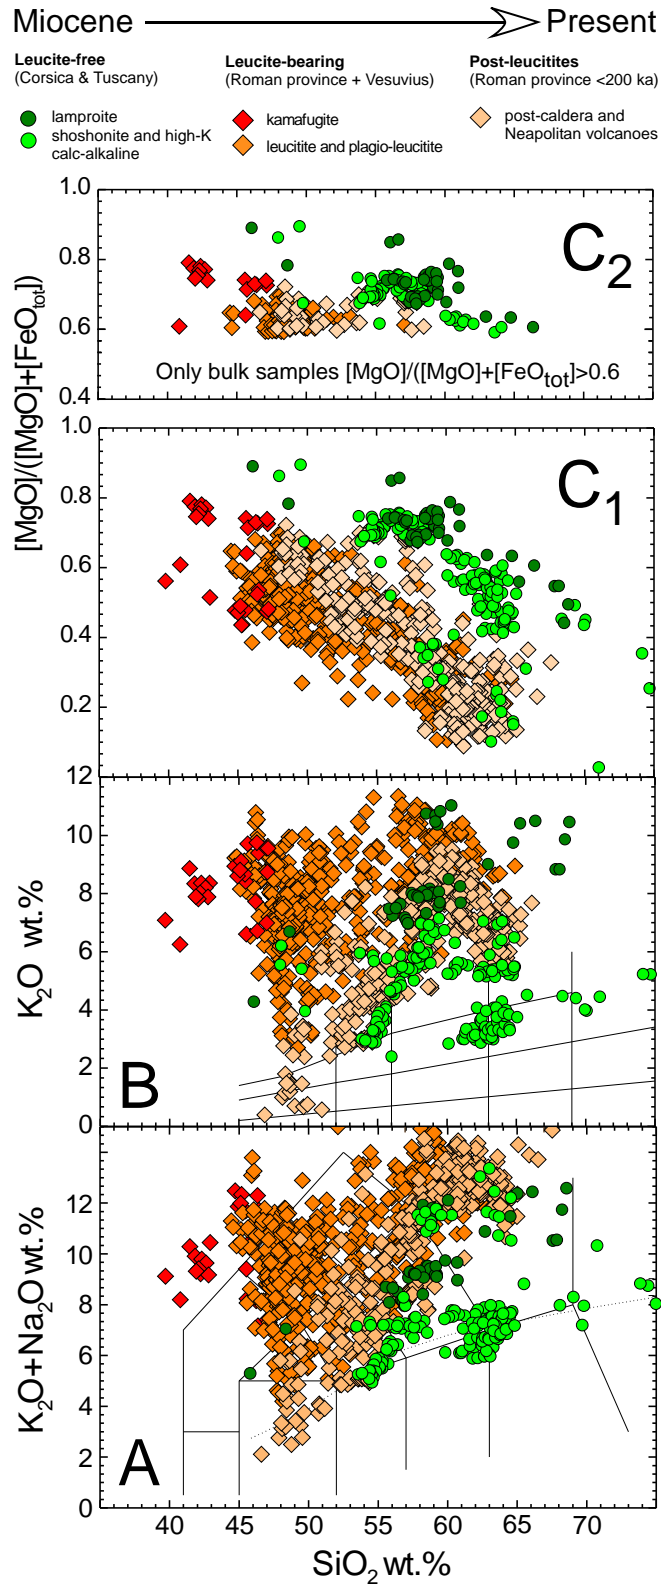 Miocene Present
Leucite-free Leucite-bearing Post-leucitites
(Corsica & Tuscany) (Roman province + Vesuvius) (Roman province <200 ka)
lamproite kamafugite post-caldera and
shoshonite and high-K leucitite and plagio-leucitite Neapolitan volcanoes
calc-alkaline
1.0
0.8
0.6
0.4
C2
Only bulk samples [MgO]/([MgO]+[FeOtot]>0.6
[MgO]/([MgO]+[FeOtot])
1.0
0.8
0.6
0.4
0.2
C1
12
10
8
6
4
2
0
K2O wt.%
B
12
10
8
6
4
2
0
K2O+Na2O wt.%
A
40 45 50 55 60 65 70
SiO2 wt.%